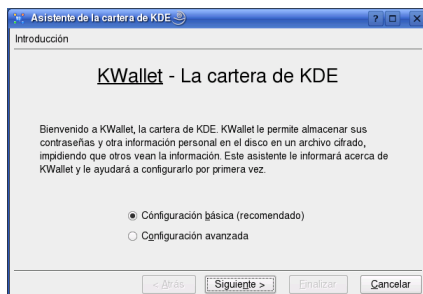 Asistente de la cartera de KDE
Introducción
KWallet - La cartera de KDE
Bienvenido a KWallet, la cartera de KDE. KWallet le permite almacenar sus
contraseñas y otra información personal en el disco en un archivo cifrado,
impidiendo que otros vean la información. Este asistente le informará acerca de
KWallet y le ayudará a configurarlo por primera vez.
Cónfiguración básica (recomendado)
Configuración avanzada
< Atrás
Siguiente >
Finalizar
Cancelar